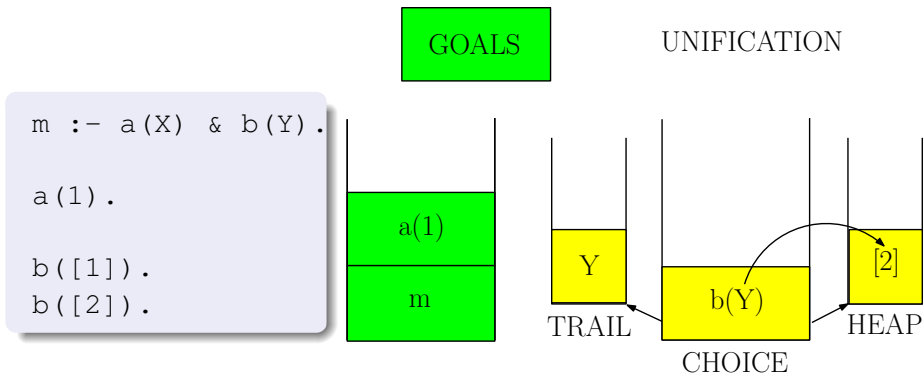 GOALS
UNIFICATION
m :- a(X) & b(Y).
a(1).
b([1]).
b([2]).
a(1)
m
Y
TRAIL
b(Y)
CHOICE
[2]
HEAP